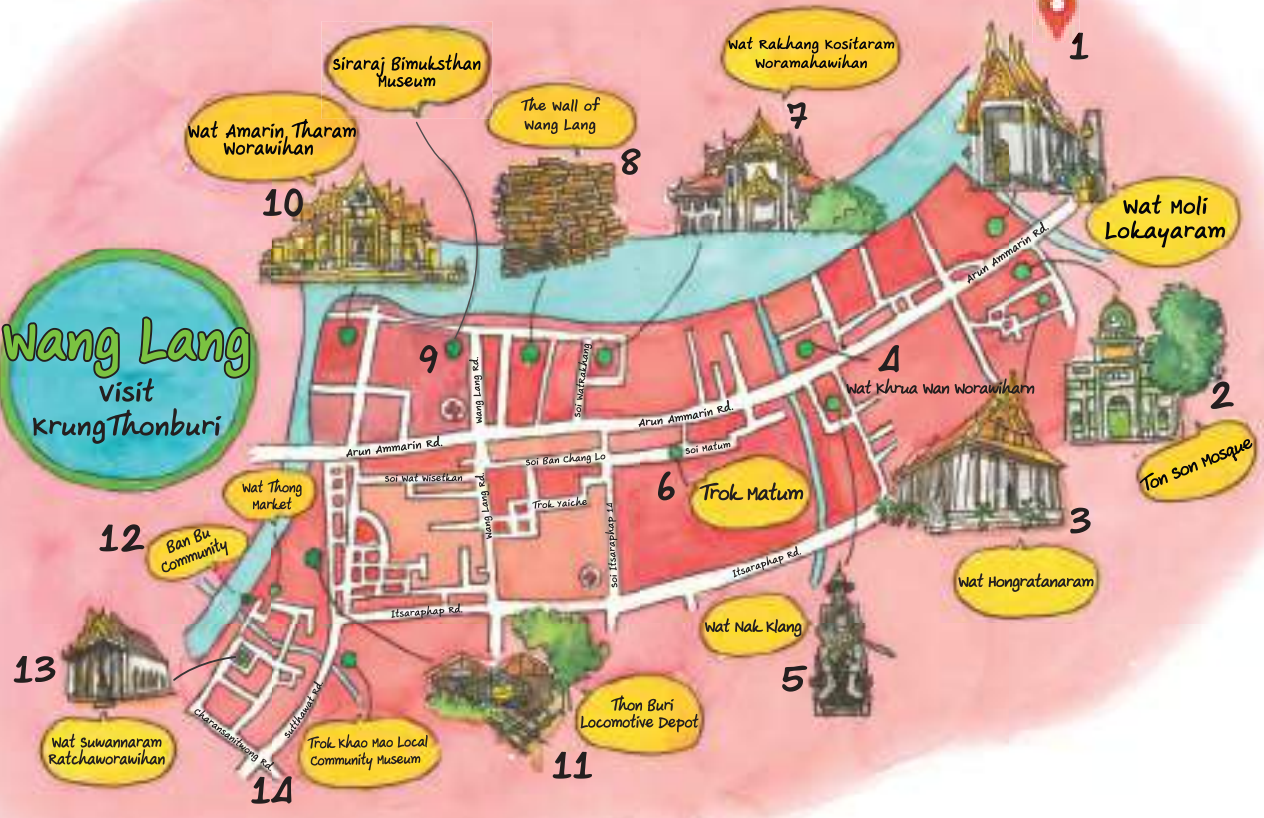 Wang Lang
Visit
KrungThonburi
1
Wat Moli
Lokayaram
2
Ton son Mosque
3
Wat Hongratanaram
4
Wat Khrua Wan Worawiharn
5
Wat Nak Klang
6
Trok Matum
7
Wat Rakhang Kositaram
Woramahawihan
8
The Wall of
Wang Lang
9
Siraraj Bimuksthan
Museum
10
Wat Amarin Tharam
Worawihan
11
Thon Buri
Locomotive Depot
12
Ban Bu
Community
Wat Thong
Market
13
Wat Suwannaram
Ratchaworawihan
14
Trok Khao Mao Local
Community Museum
Arun Ammarin Rd.
Arun Ammarin Rd.
Arun Ammarin Rd.
Wang Lang Rd.
Wang Lang Rd.
Soi WatRakhang
Soi Ban Chang Lo
Soi Matum
Soi Wat Wisetkan
Trok Yaiche
Soi Itsaraphap 14
Itsaraphap Rd.
Itsaraphap Rd.
Sutthawat Rd.
Charansanitwong Rd.